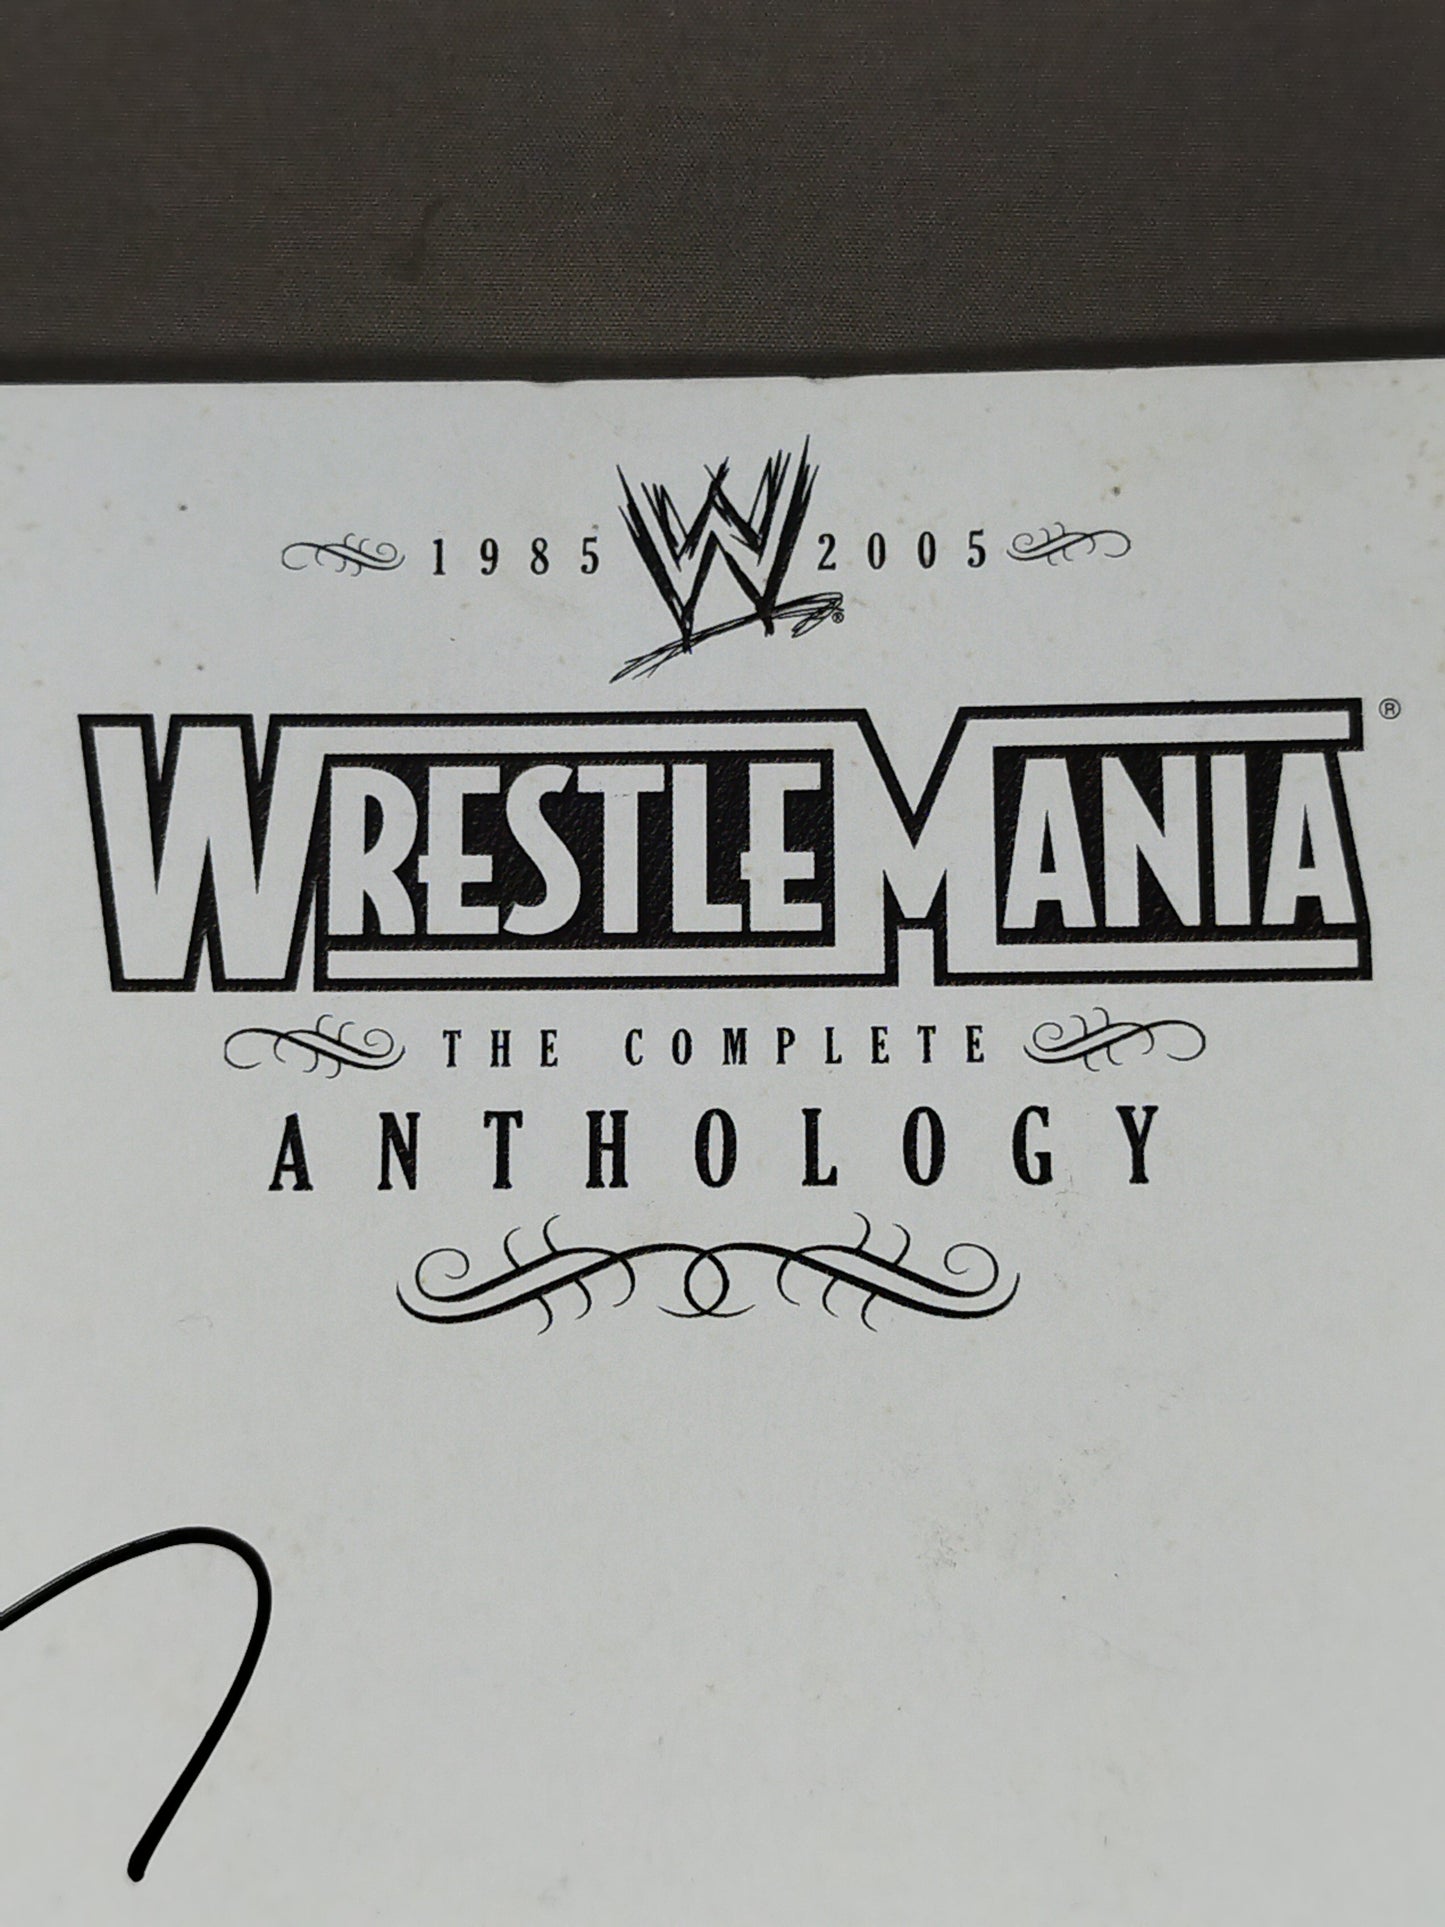 1985 W® 2005
WRESTLEMANIA®
THE COMPLETE
ANTHOLOGY